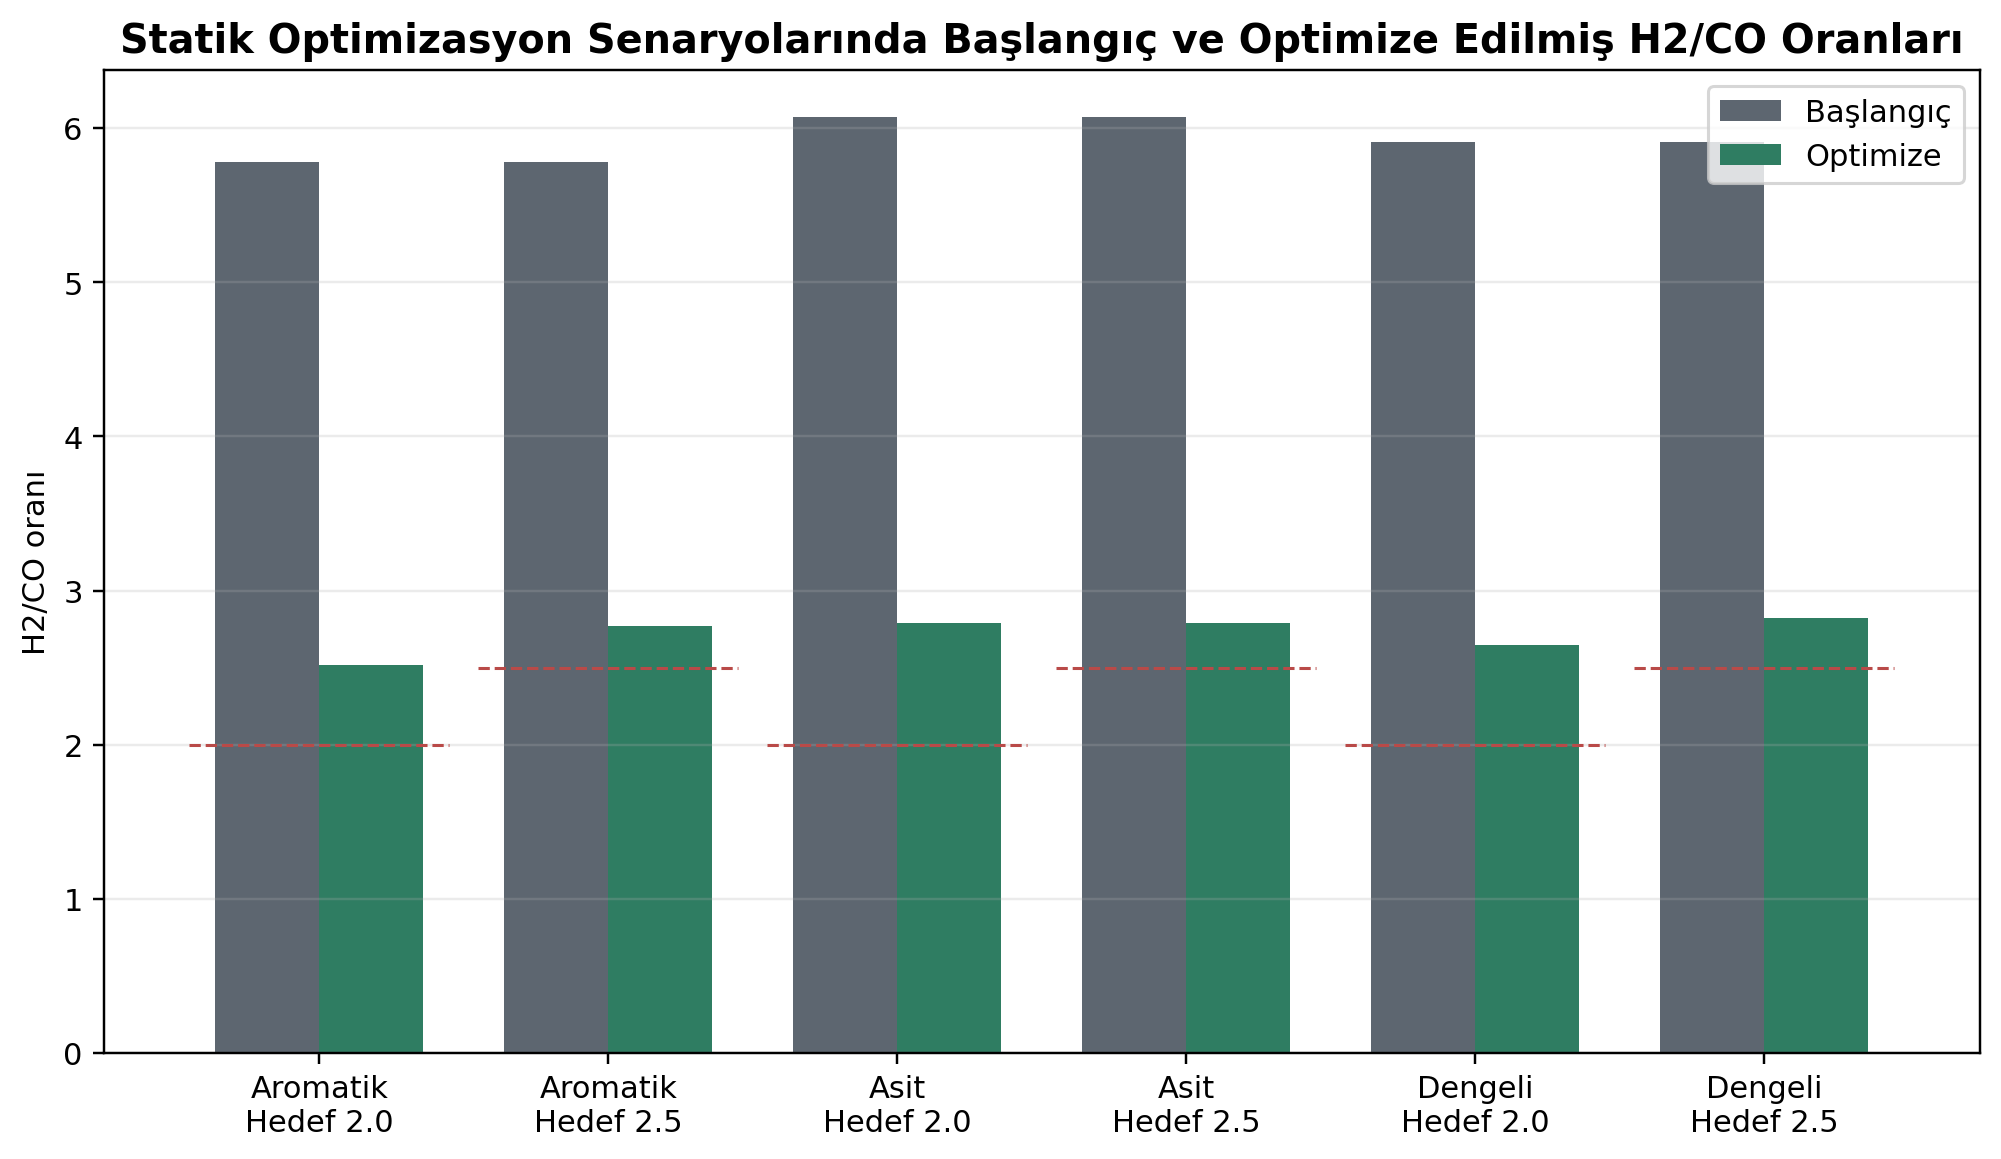 Statik Optimizasyon Senaryolarında Başlangıç ve Optimize Edilmiş H2/CO Oranları
Başlangıç
Optimize
H2/CO oranı
6
5
4
3
2
1
0
Aromatik
Hedef 2.0
Aromatik
Hedef 2.5
Asit
Hedef 2.0
Asit
Hedef 2.5
Dengeli
Hedef 2.0
Dengeli
Hedef 2.5